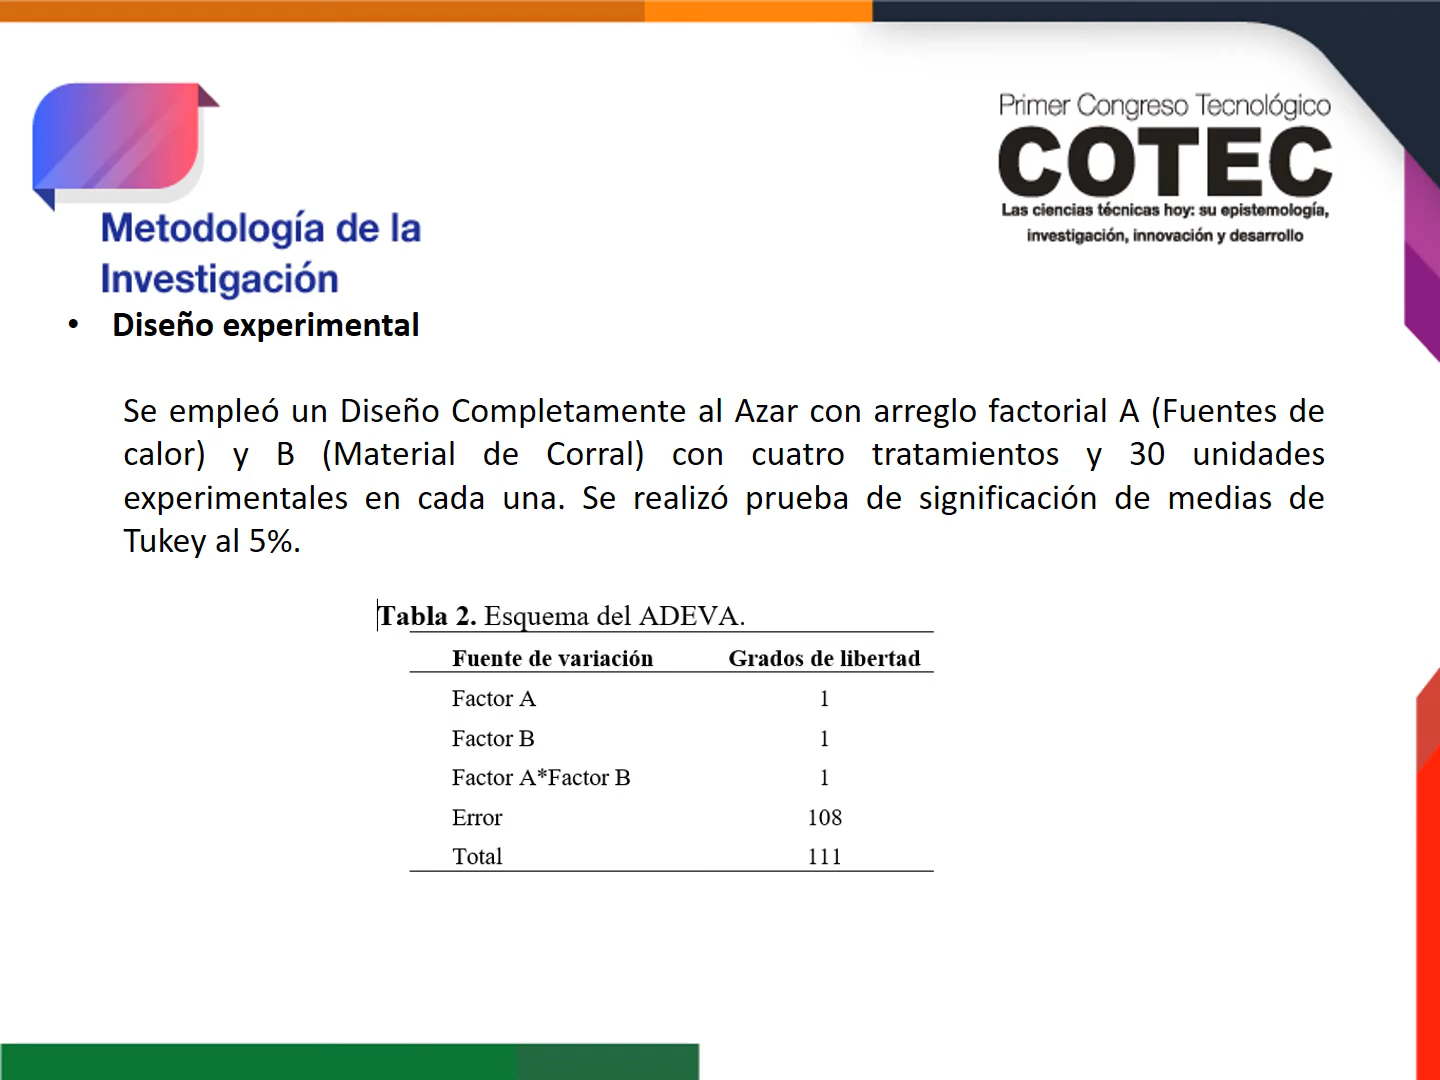 Primer Congreso Tecnológico
COTEC
Las ciencias técnicas hoy: su epistemología,
investigación, innovación y desarrollo
Metodología de la
Investigación
• Diseño experimental
Se empleó un Diseño Completamente al Azar con arreglo factorial A (Fuentes de
calor) y B (Material de Corral) con cuatro tratamientos y 30 unidades
experimentales en cada una. Se realizó prueba de significación de medias de
Tukey al 5%.
Tabla 2. Esquema del ADEVA.
Fuente de variación Grados de libertad
Factor A 1
Factor B 1
Factor A*Factor B 1
Error 108
Total 111